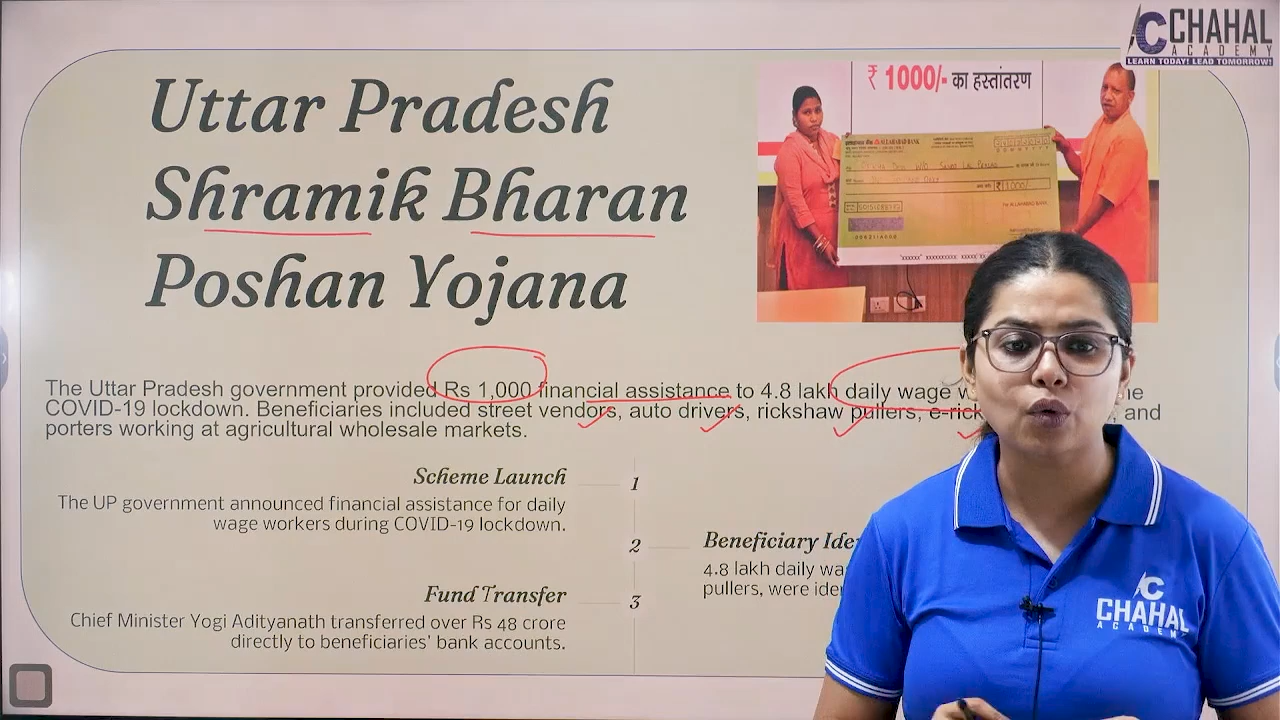 CHAHAL
ACADEMY
LEARN TODAY! LEAD TOMORROW!
Uttar Pradesh
Shramik Bharan
Poshan Yojana
₹ 1000/- का हस्तांतरण
ALLAHABAD BANK
The Uttar Pradesh government provided Rs 1,000 financial assistance to 4.8 lakh daily wage
COVID-19 lockdown. Beneficiaries included street vendors, auto drivers, rickshaw pullers, and
porters working at agricultural wholesale markets.
Scheme Launch
1
The UP government announced financial assistance for daily
wage workers during COVID-19 lockdown.
2
Beneficiary
4.8 lakh daily
pullers, were
Fund Transfer
3
Chief Minister Yogi Adityanath transferred over Rs 48 crore
directly to beneficiaries' bank accounts.
CHAHAL
ACADEMY